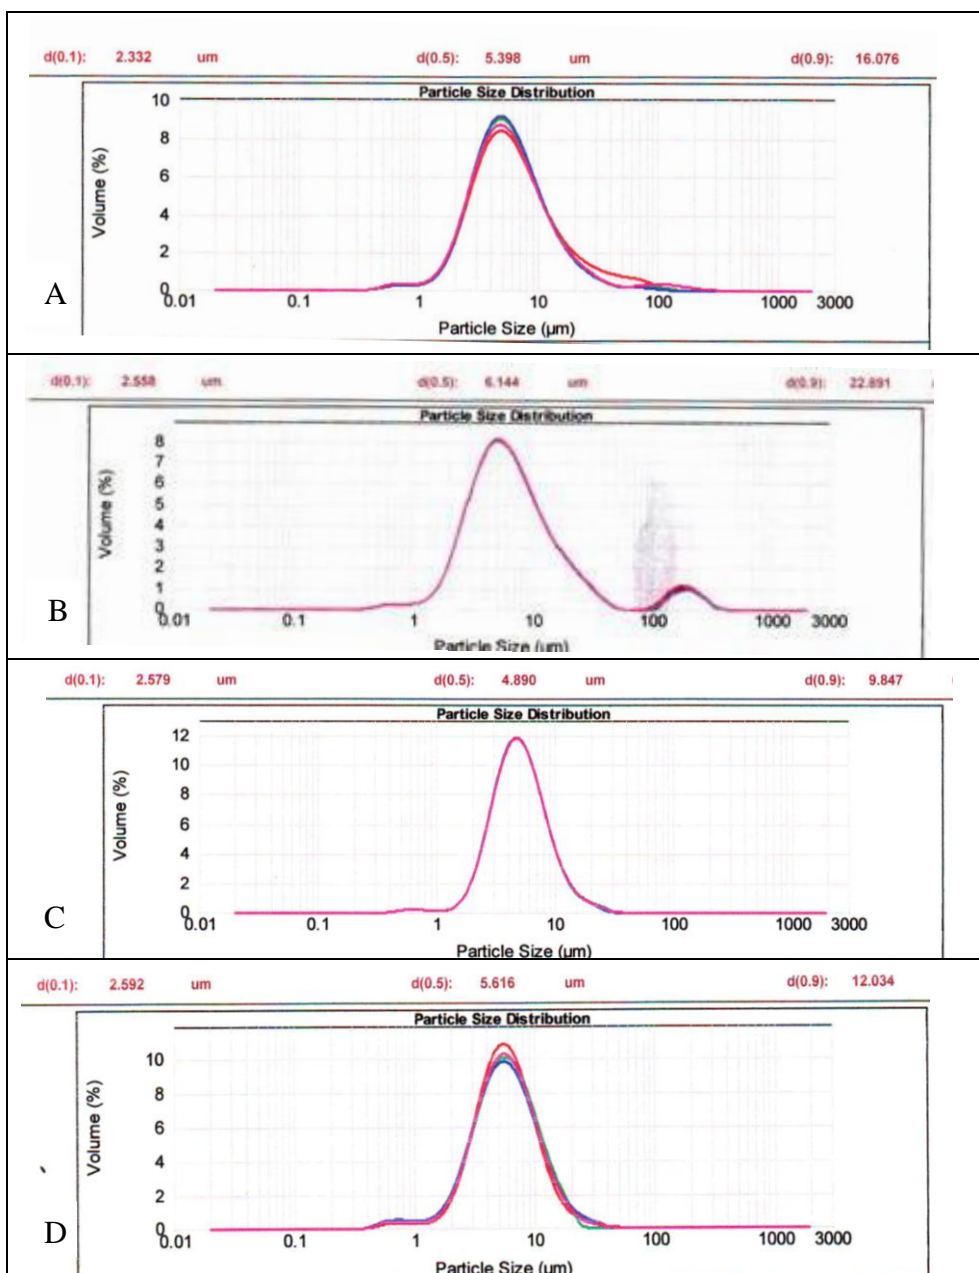 d(0.1): 2.332 um d(0.5): 5.398 um d(0.9): 16.076
Particle Size Distribution
10
8
6
4
2
0
Volume (%)
A
0.01 0.1 1 10 100 1000 3000
Particle Size (µm)
d(0.1): 2.558 um d(0.5): 6.144 um d(0.9): 22.891
Particle Size Distribution
8
7
6
5
4
3
2
1
0
Volume (%)
B
0.01 0.1 1 10 100 1000 3000
Particle Size (µm)
d(0.1): 2.579 um d(0.5): 4.890 um d(0.9): 9.847
Particle Size Distribution
12
10
8
6
4
2
0
Volume (%)
C
0.01 0.1 1 10 100 1000 3000
Particle Size (µm)
d(0.1): 2.592 um d(0.5): 5.616 um d(0.9): 12.034
Particle Size Distribution
10
8
6
4
2
0
Volume (%)
D
0.01 0.1 1 10 100 1000 3000
Particle Size (µm)